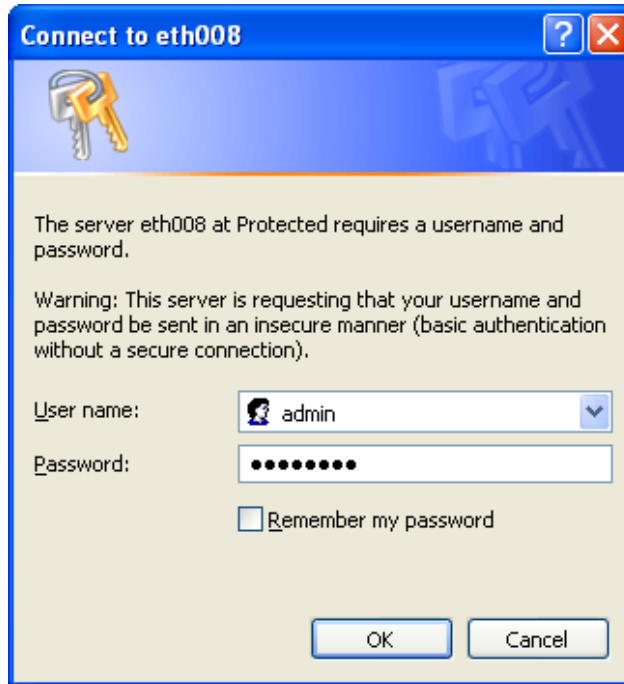 Connect to eth008
The server eth008 at Protected requires a username and
password.
Warning: This server is requesting that your username and
password be sent in an insecure manner (basic authentication
without a secure connection).
User name: admin
Password: ●●●●●●●●
Remember my password
OK Cancel